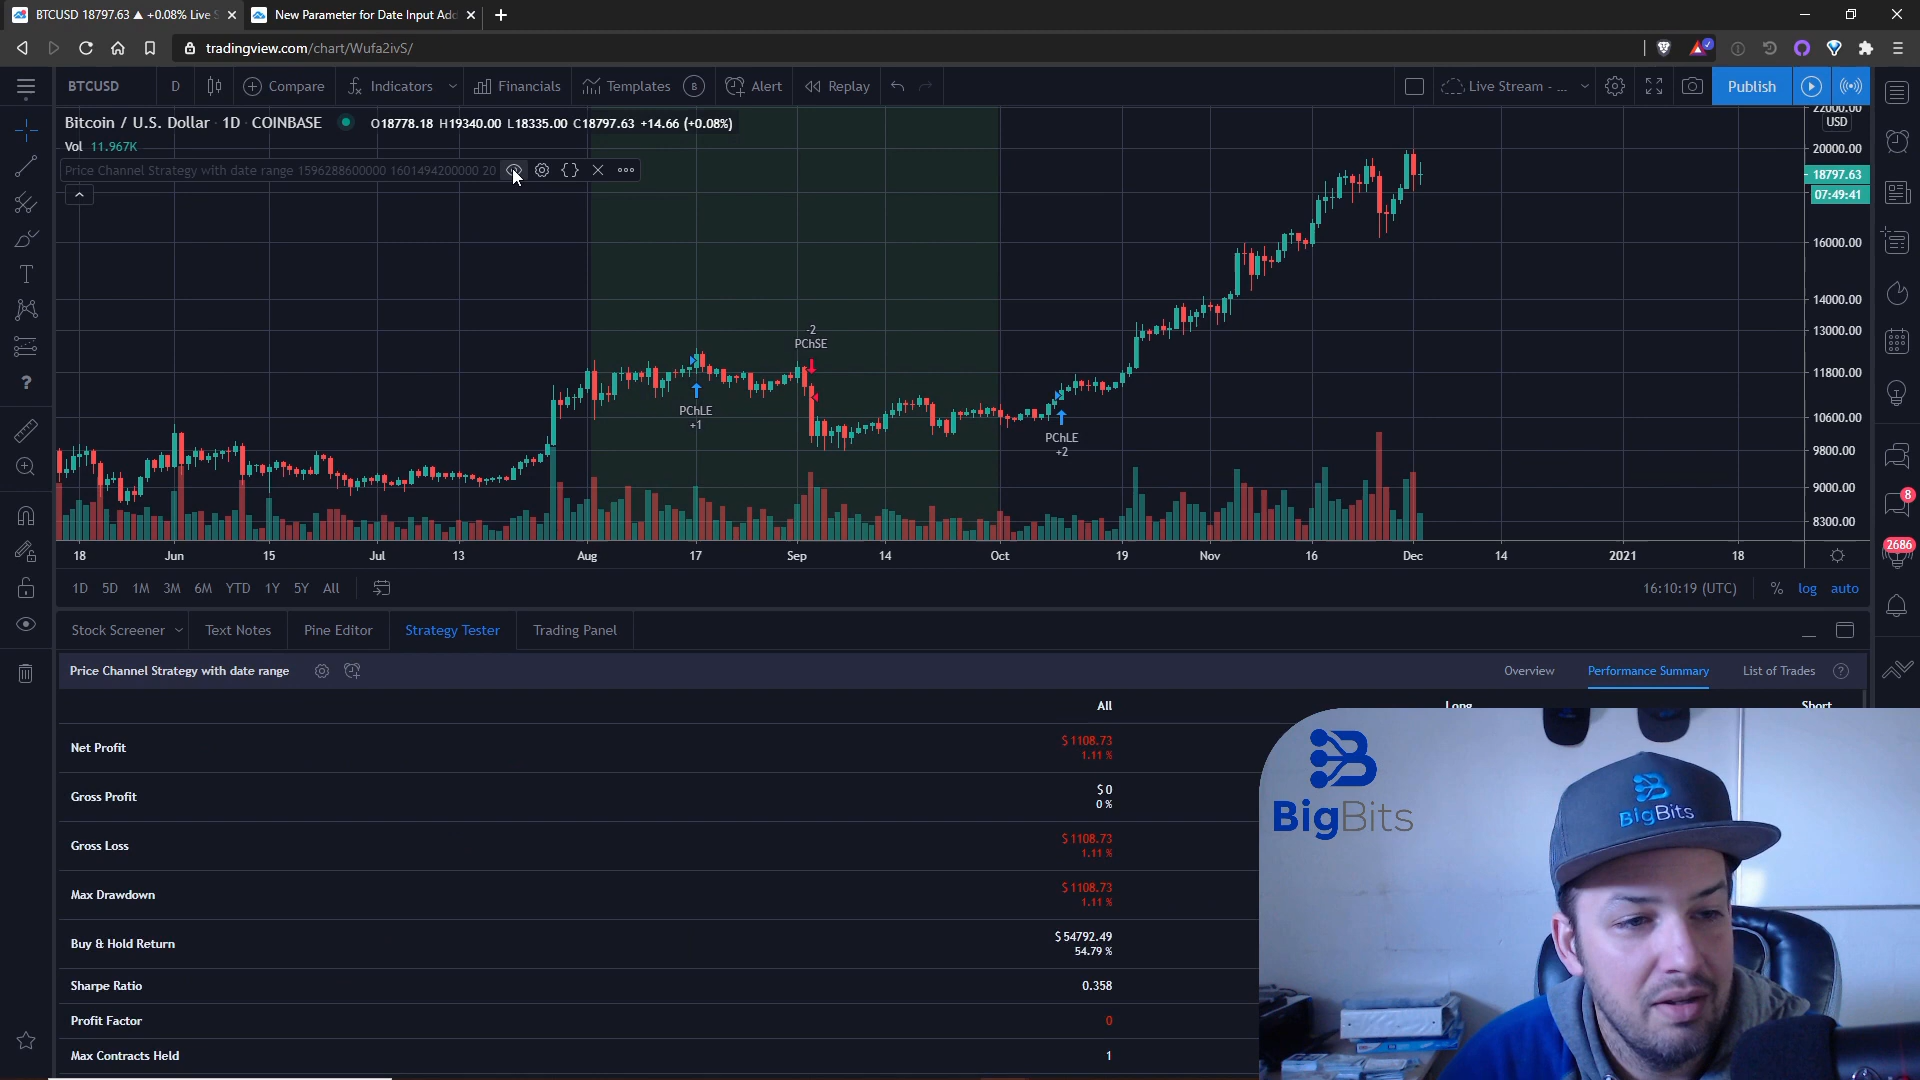 BTCUSD 18797.63 ▲ +0.08% Live S
New Parameter for Date Input Add
tradingview.com/chart/Wufa2ivS/
BTCUSD D Compare Indicators Financials Templates B Alert Replay Live Stream - ... Publish
Bitcoin / U.S. Dollar · 1D · COINBASE O18778.18 H19340.00 L18335.00 C18797.63 +14.66 (+0.08%)
Vol 11.967K
Price Channel Strategy with date range 1596288600000 1601494200000 20
22000.00
USD
20000.00
18797.63
07:49:41
16000.00
14000.00
13000.00
11800.00
10600.00
9800.00
9000.00
8300.00
-2
PChSE
PChLE
+1
PChLE
+2
8
2686
18 Jun 15 Jul 13 Aug 17 Sep 14 Oct 19 Nov 16 Dec 14 2021 18
1D 5D 1M 3M 6M YTD 1Y 5Y All 16:10:19 (UTC) % log auto
Stock Screener Text Notes Pine Editor Strategy Tester Trading Panel
Price Channel Strategy with date range Overview Performance Summary List of Trades
All Long Short
Net Profit $ 1108.73
1.11 %
Gross Profit $ 0
0 %
Gross Loss $ 1108.73
1.11 %
Max Drawdown $ 1108.73
1.11 %
Buy & Hold Return $ 54792.49
54.79 %
Sharpe Ratio 0.358
Profit Factor 0
Max Contracts Held 1
BigBits
BigBits